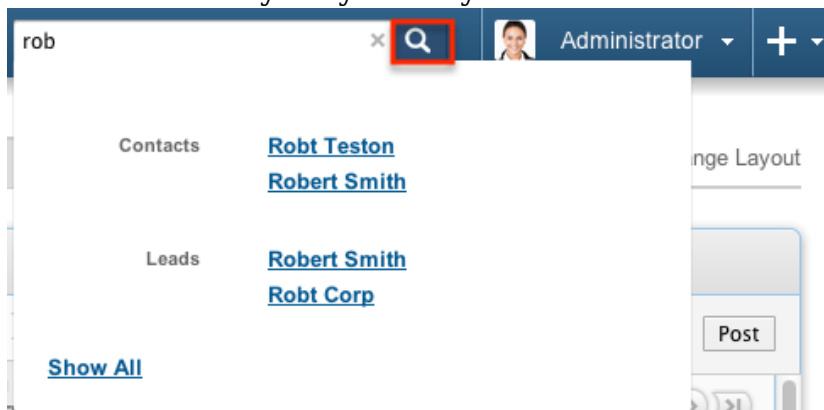 rob × Administrator
Contacts Robt Teston
Robert Smith
nge Layout
Leads Robert Smith
Robt Corp
Post
Show All